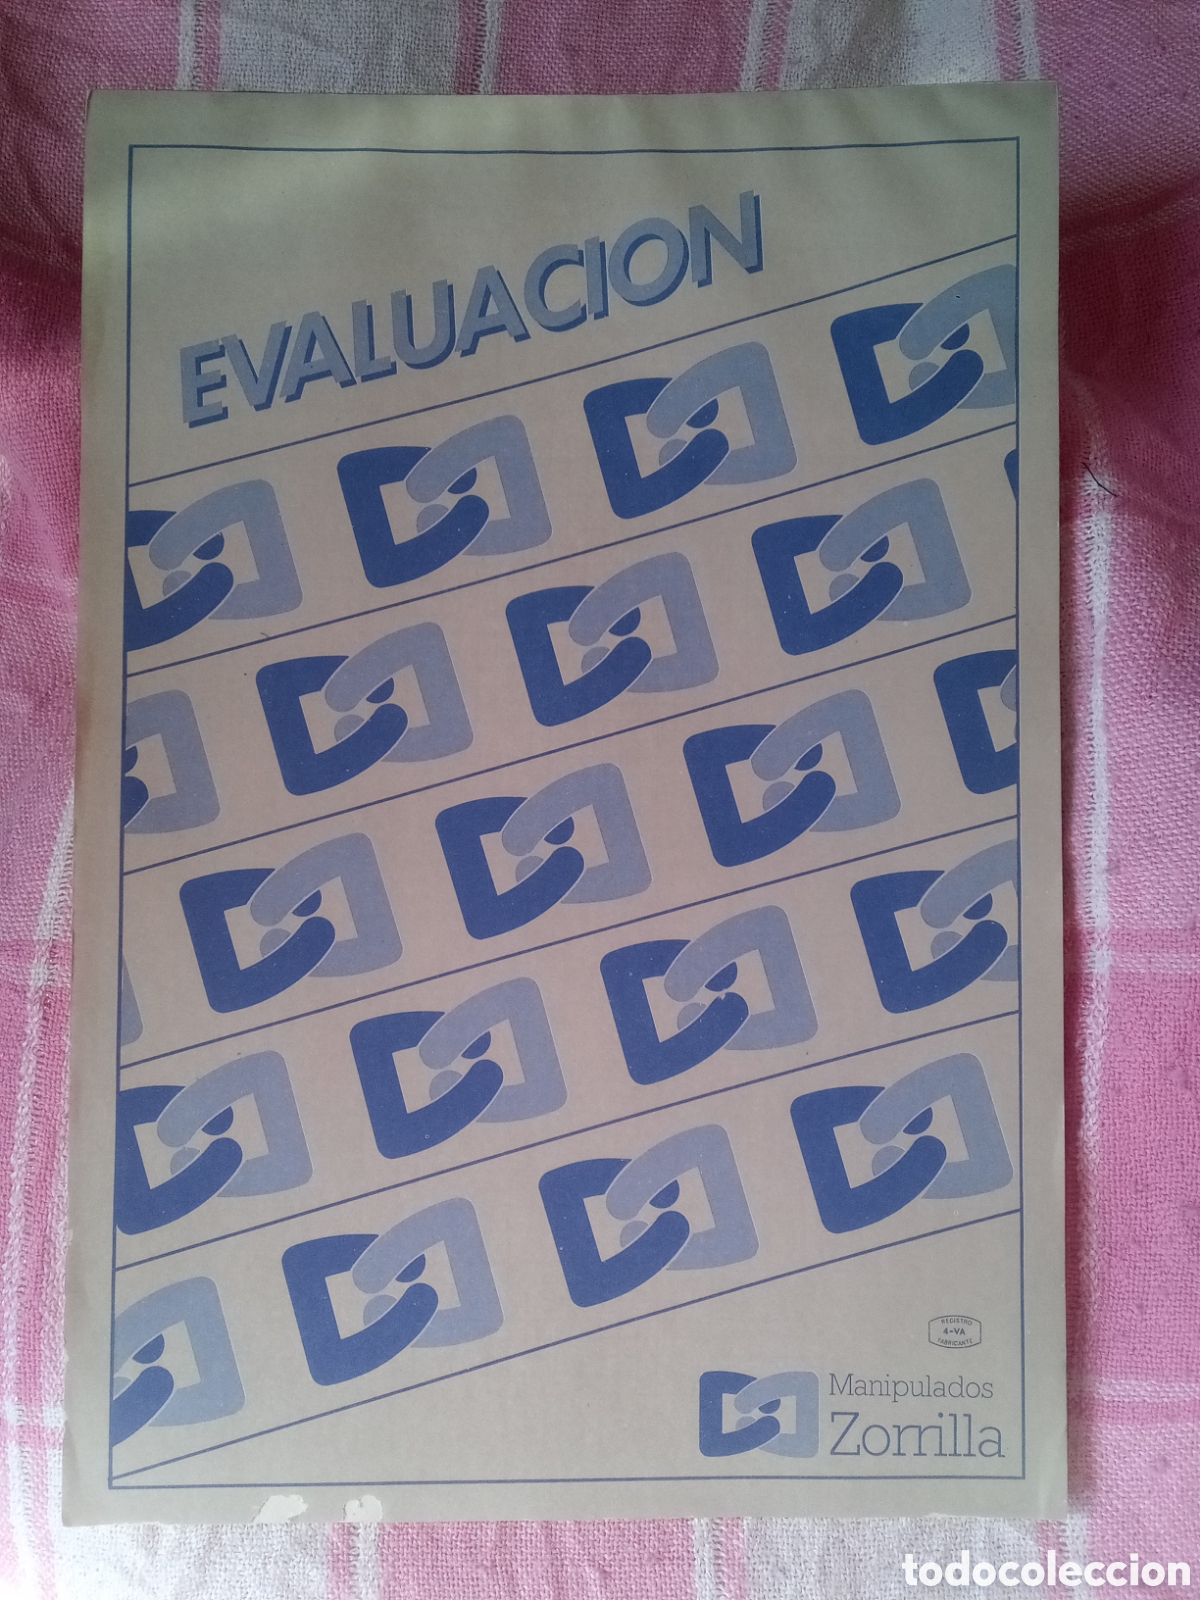 EVALUACION
REGISTRO
4-VA
FABRICANTE
Manipulados
Zorrilla
todocoleccion